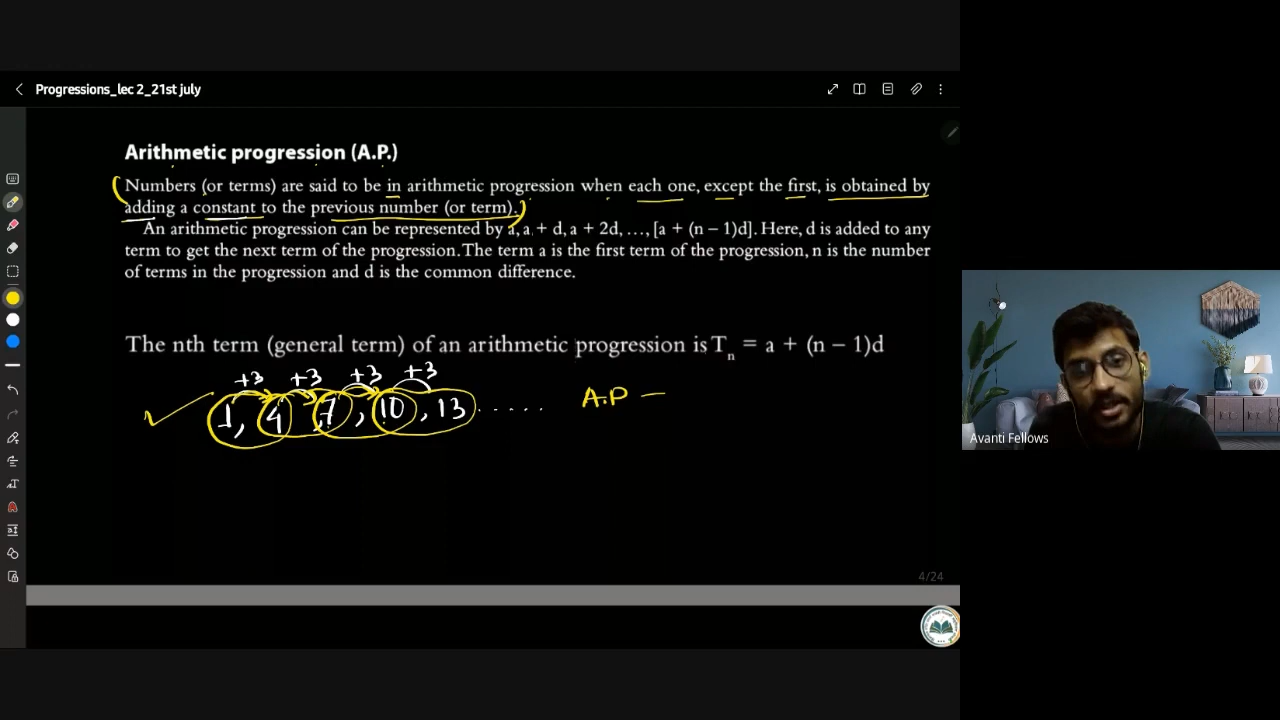 Progressions_lec 2_21st july
Arithmetic progression (A.P.)
Numbers (or terms) are said to be in arithmetic progression when each one, except the first, is obtained by
adding a constant to the previous number (or term).
An arithmetic progression can be represented by a, a + d, a + 2d, …, [a + (n − 1)d]. Here, d is added to any
term to get the next term of the progression. The term a is the first term of the progression, n is the number
of terms in the progression and d is the common difference.
The nth term (general term) of an arithmetic progression is Tn = a + (n − 1)d
+3 +3 +3 +3
1, 4, 7, 10, 13 ...... A.P –
4/24
Avanti Fellows